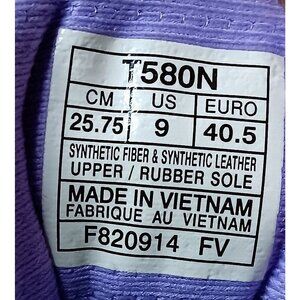 T580N
CM US EURO
25.75 9 40.5
SYNTHETIC FIBER & SYNTHETIC LEATHER
UPPER / RUBBER SOLE
MADE IN VIETNAM
FABRIQUE AU VIETNAM
F820914 FV